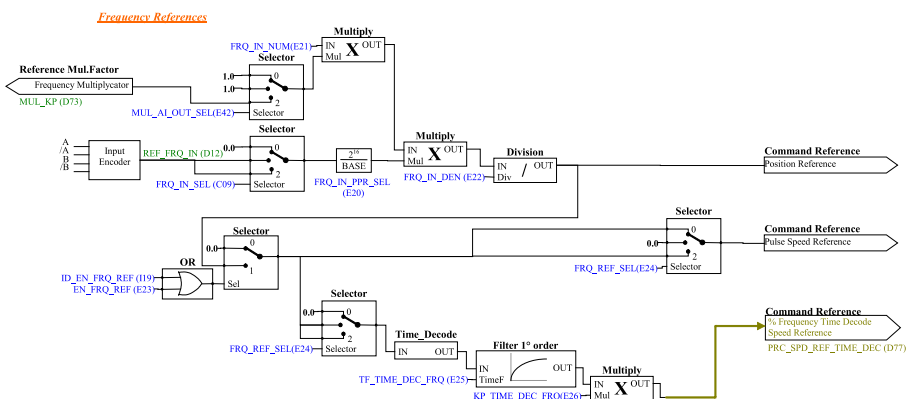 Frequency References
Multiply
FRQ_IN_NUM(E21)
IN OUT
Mul X
Selector
Reference Mul.Factor
1.0 0
Frequency Multiplycator
1.0
2
MUL_KP (D73)
MUL_AI_OUT_SEL(E42)
Selector
Selector
Multiply
A
/A
B
/B
Input
Encoder
REF_FRQ_IN (D12)
0.0 0
2
FRQ_IN_SEL (C09)
Selector
2^16
BASE
FRQ_IN_PPR_SEL
(E20)
IN OUT
Mul X
Division
FRQ_IN_DEN (E22)
IN OUT
Div /
Command Reference
Position Reference
Selector
Selector
Command Reference
0.0 0
1
Sel
0
0.0
2
Pulse Speed Reference
OR
ID_EN_FRQ_REF (I19)
EN_FRQ_REF (E23)
FRQ_REF_SEL(E24)
Selector
Selector
0.0 0
2
FRQ_REF_SEL(E24)
Selector
Time_Decode
IN OUT
Filter 1° order
IN OUT
TF_TIME_DEC_FRQ (E25)
TimeF
Multiply
KP_TIME_DEC_FRQ(E26)
IN OUT
Mul X
Command Reference
% Frequency Time Decode
Speed Reference
PRC_SPD_REF_TIME_DEC (D77)